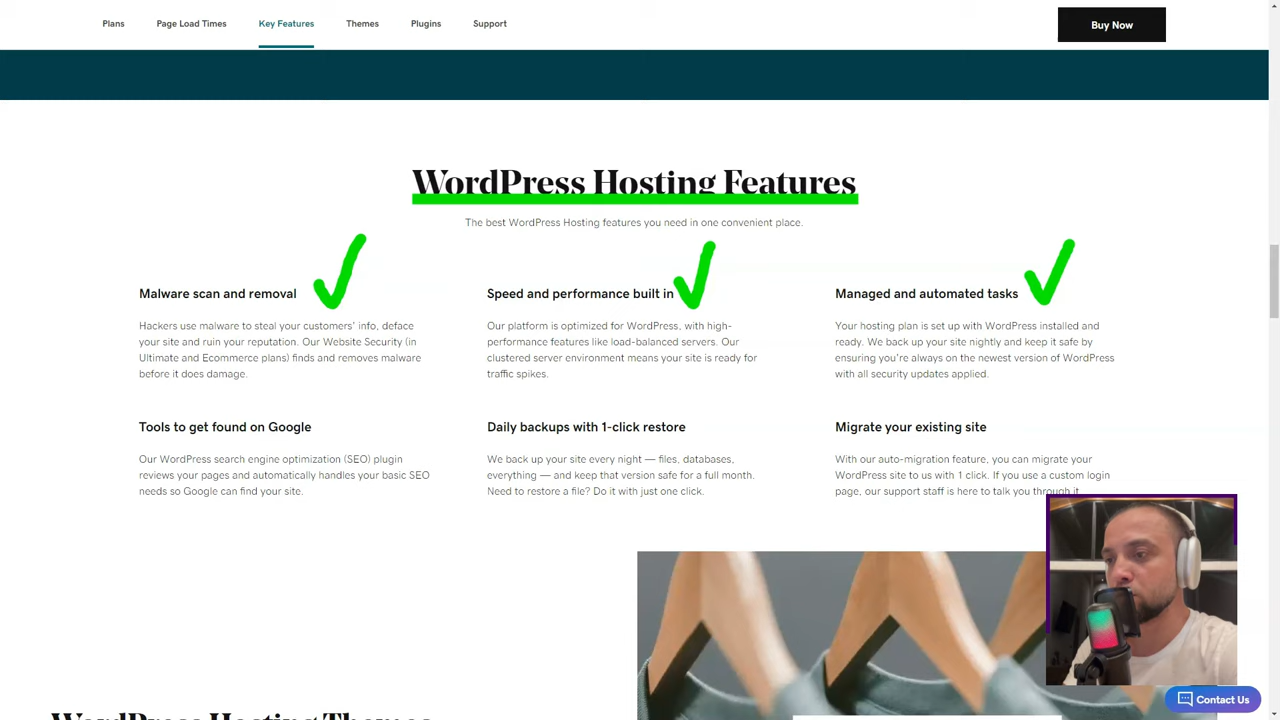 Plans Page Load Times Key Features Themes Plugins Support Buy Now
WordPress Hosting Features
The best WordPress Hosting features you need in one convenient place.
Malware scan and removal
Hackers use malware to steal your customers' info, deface
your site and ruin your reputation. Our Website Security (in
Ultimate and Ecommerce plans) finds and removes malware
before it does damage.
Speed and performance built in
Our platform is optimized for WordPress, with high-
performance features like load-balanced servers. Our
clustered server environment means your site is ready for
traffic spikes.
Managed and automated tasks
Your hosting plan is set up with WordPress installed and
ready. We back up your site nightly and keep it safe by
ensuring you're always on the newest version of WordPress
with all security updates applied.
Tools to get found on Google
Our WordPress search engine optimization (SEO) plugin
reviews your pages and automatically handles your basic SEO
needs so Google can find your site.
Daily backups with 1-click restore
We back up your site every night — files, databases,
everything — and keep that version safe for a full month.
Need to restore a file? Do it with just one click.
Migrate your existing site
With our auto-migration feature, you can migrate your
WordPress site to us with 1 click. If you use a custom login
page, our support staff is here to talk you through it
WordPress Hosting Themes
Contact Us